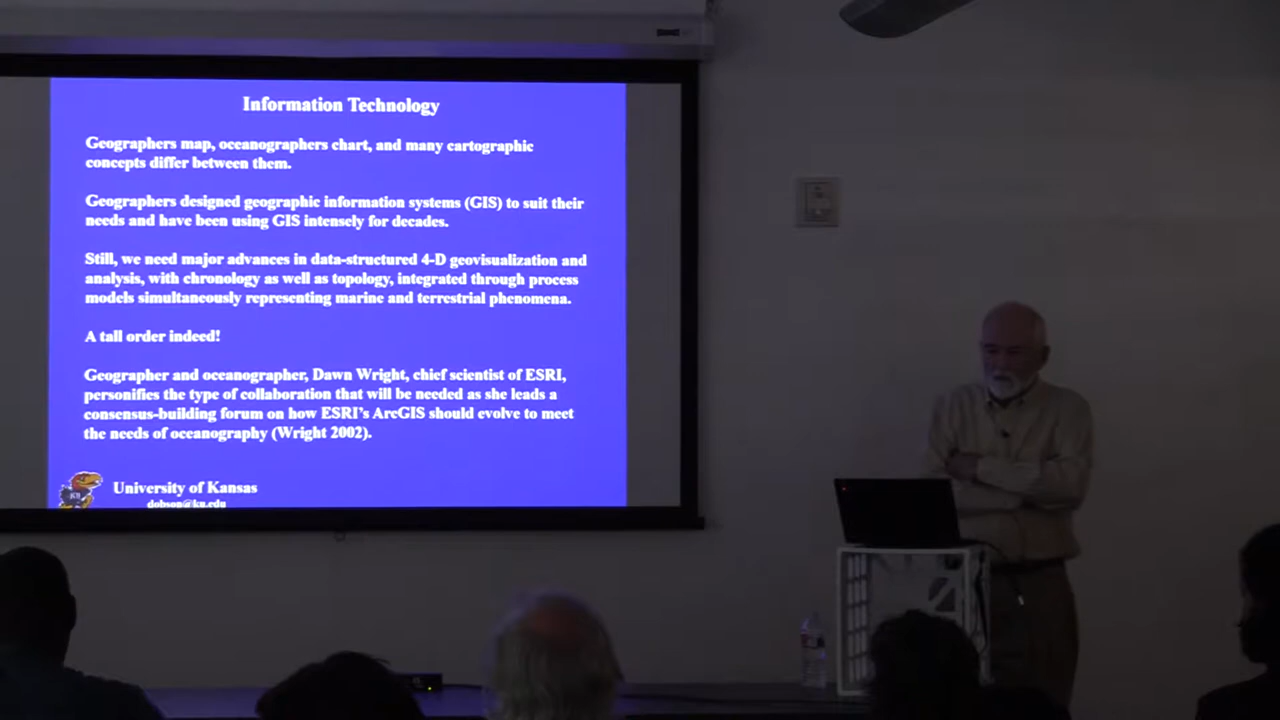 Information Technology
Geographers map, oceanographers chart, and many cartographic
concepts differ between them.
Geographers designed geographic information systems (GIS) to suit their
needs and have been using GIS intensely for decades.
Still, we need major advances in data-structured 4-D geovisualization and
analysis, with chronology as well as topology, integrated through process
models simultaneously representing marine and terrestrial phenomena.
A tall order indeed!
Geographer and oceanographer, Dawn Wright, chief scientist of ESRI,
personifies the type of collaboration that will be needed as she leads a
consensus-building forum on how ESRI's ArcGIS should evolve to meet
the needs of oceanography (Wright 2002).
KU
University of Kansas
dobson@ku.edu